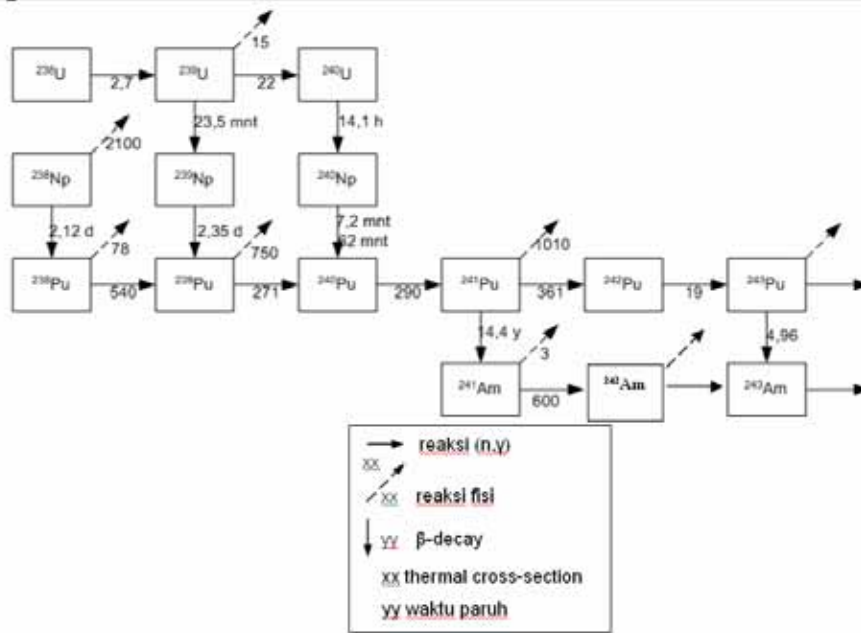 15
²³⁸U 2,7 ²³⁹U 22 ²⁴⁰U
23,5 mnt 14,1 h
2100
²³⁸Np ²³⁹Np ²⁴⁰Np
2,12 d 2,35 d 7,2 mnt
62 mnt
78 750 1010
²³⁸Pu 540 ²³⁹Pu 271 ²⁴⁰Pu 290 ²⁴¹Pu 361 ²⁴²Pu 19 ²⁴³Pu
14,4 y 4,96
3
²⁴¹Am 600 ²⁴²Am ²⁴³Am
xx reaksi (n,γ)
xx reaksi fisi
yy β-decay
xx thermal cross-section
yy waktu paruh